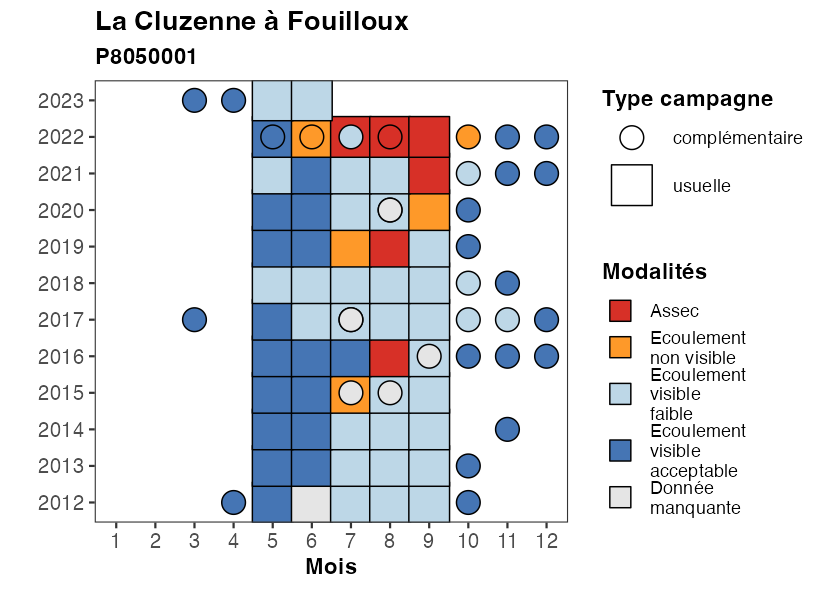 La Cluzenne à Fouilloux
P8050001
2023
2022
2021
2020
2019
2018
2017
2016
2015
2014
2013
2012
1 2 3 4 5 6 7 8 9 10 11 12
Mois
Type campagne
complémentaire
usuelle
Modalités
Assec
Ecoulement
non visible
Ecoulement
visible
faible
Ecoulement
visible
acceptable
Donnée
manquante